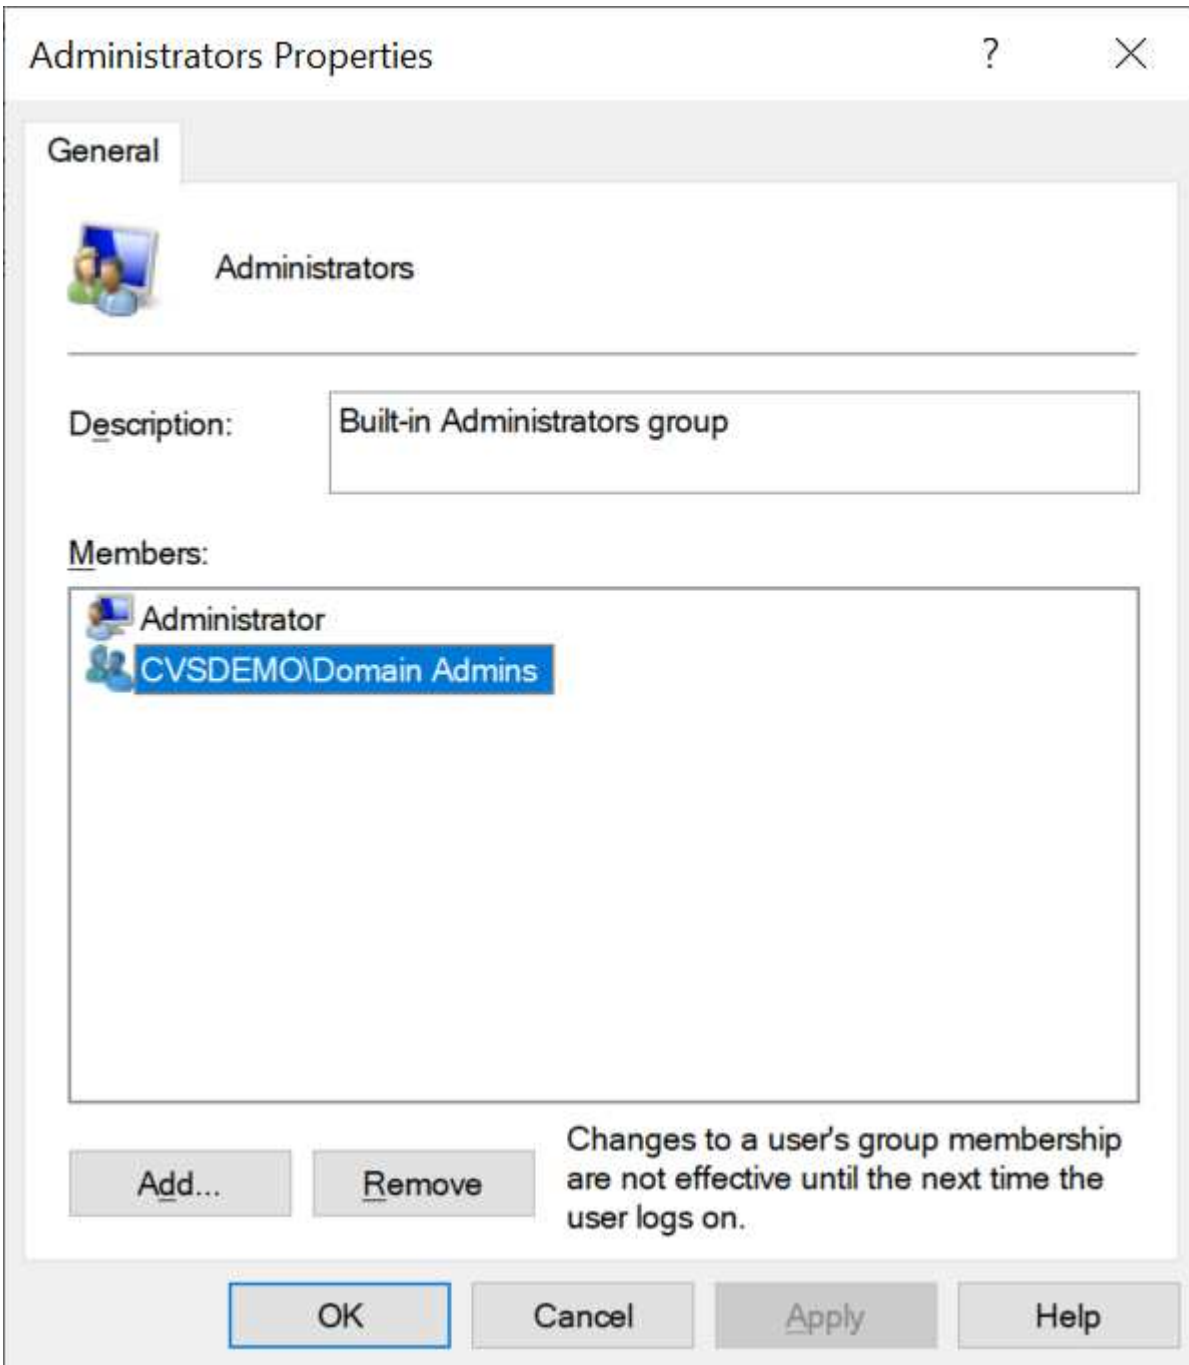 Administrators Properties
?
General
Administrators
Description:
Built-in Administrators group
Members:
Administrator
CVSDEMO\Domain Admins
Add...
Remove
Changes to a user's group membership
are not effective until the next time the
user logs on.
OK
Cancel
Apply
Help